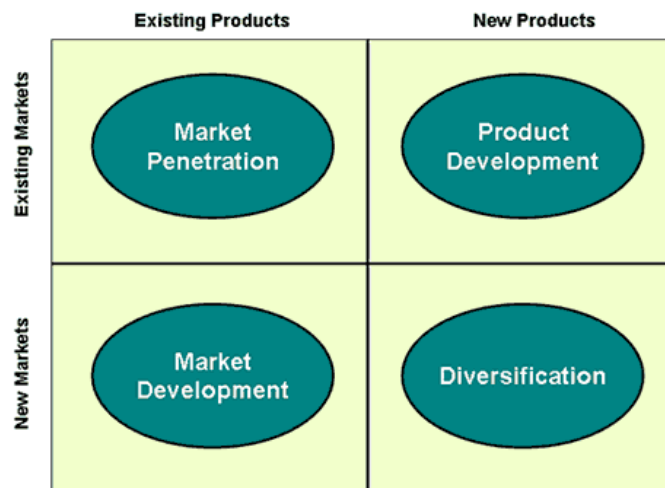 Existing Products
New Products
Existing Markets
Market
Penetration
Product
Development
New Markets
Market
Development
Diversification